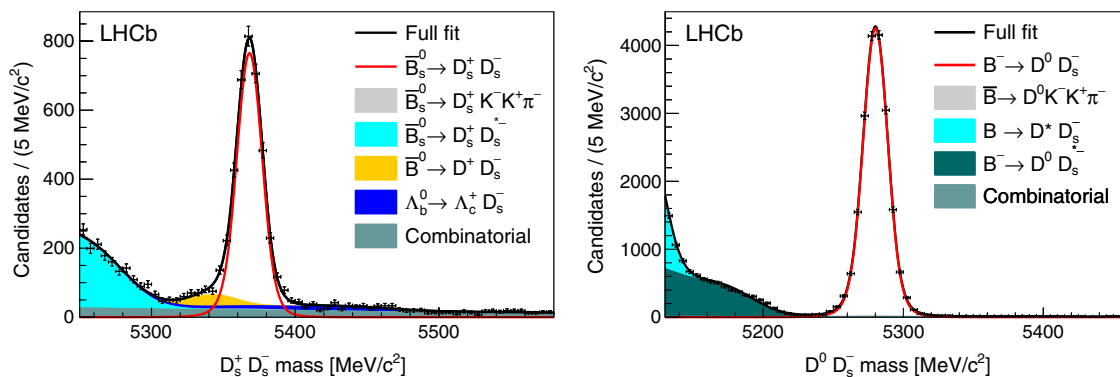 LHCb
Full fit
B̅⁰ₛ → D⁺ₛ D⁻ₛ
B̅⁰ₛ → D⁺ₛ K⁻K⁺π⁻
B̅⁰ₛ → D⁺ₛ D*⁻ₛ
B̅⁰ → D⁺ D⁻ₛ
Λ⁰_b → Λ⁺_c D⁻ₛ
Combinatorial
Candidates / (5 MeV/c²)
800
600
400
200
0
5300 5400 5500
D⁺ₛ D⁻ₛ mass [MeV/c²]
LHCb
Full fit
B⁻ → D⁰ D⁻ₛ
B̅ → D⁰K⁻K⁺π⁻
B → D* D⁻ₛ
B⁻ → D⁰ D*⁻ₛ
Combinatorial
Candidates / (5 MeV/c²)
4000
3000
2000
1000
0
5200 5300 5400
D⁰ D⁻ₛ mass [MeV/c²]